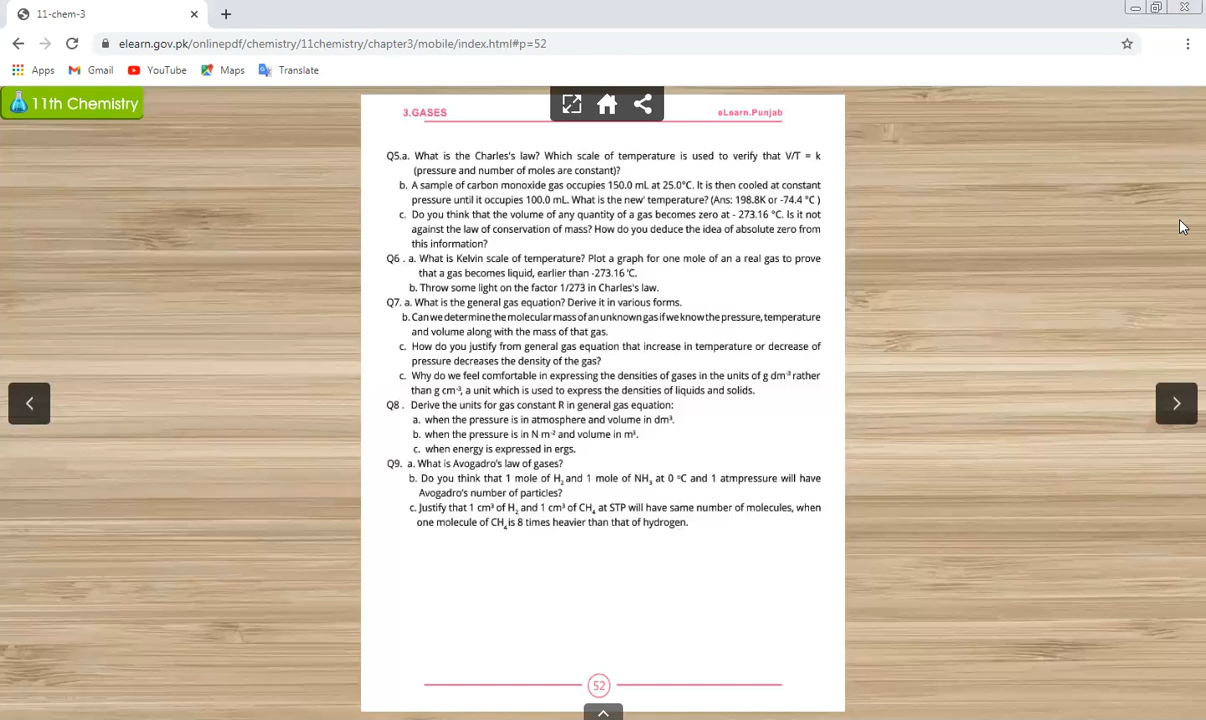 11-chem-3
elearn.gov.pk/onlinepdf/chemistry/11chemistry/chapter3/mobile/index.html#p=52
Apps Gmail YouTube Maps Translate
11th Chemistry
3.GASES eLearn.Punjab
Q5.a. What is the Charles's law? Which scale of temperature is used to verify that V/T = k
(pressure and number of moles are constant)?
b. A sample of carbon monoxide gas occupies 150.0 mL at 25.0°C. It is then cooled at constant
pressure until it occupies 100.0 mL. What is the new' temperature? (Ans: 198.8K or -74.4 °C )
c. Do you think that the volume of any quantity of a gas becomes zero at - 273.16 °C. Is it not
against the law of conservation of mass? How do you deduce the idea of absolute zero from
this information?
Q6 . a. What is Kelvin scale of temperature? Plot a graph for one mole of an a real gas to prove
that a gas becomes liquid, earlier than -273.16 'C.
b. Throw some light on the factor 1/273 in Charles's law.
Q7. a. What is the general gas equation? Derive it in various forms.
b. Can we determine the molecular mass of an unknown gas if we know the pressure, temperature
and volume along with the mass of that gas.
c. How do you justify from general gas equation that increase in temperature or decrease of
pressure decreases the density of the gas?
c. Why do we feel comfortable in expressing the densities of gases in the units of g dm⁻³ rather
than g cm⁻³, a unit which is used to express the densities of liquids and solids.
Q8 . Derive the units for gas constant R in general gas equation:
a. when the pressure is in atmosphere and volume in dm³.
b. when the pressure is in N m⁻² and volume in m³.
c. when energy is expressed in ergs.
Q9. a. What is Avogadro's law of gases?
b. Do you think that 1 mole of H₂ and 1 mole of NH₃ at 0 °C and 1 atmpressure will have
Avogadro's number of particles?
c. Justify that 1 cm³ of H₂ and 1 cm³ of CH₄ at STP will have same number of molecules, when
one molecule of CH₄ is 8 times heavier than that of hydrogen.
52